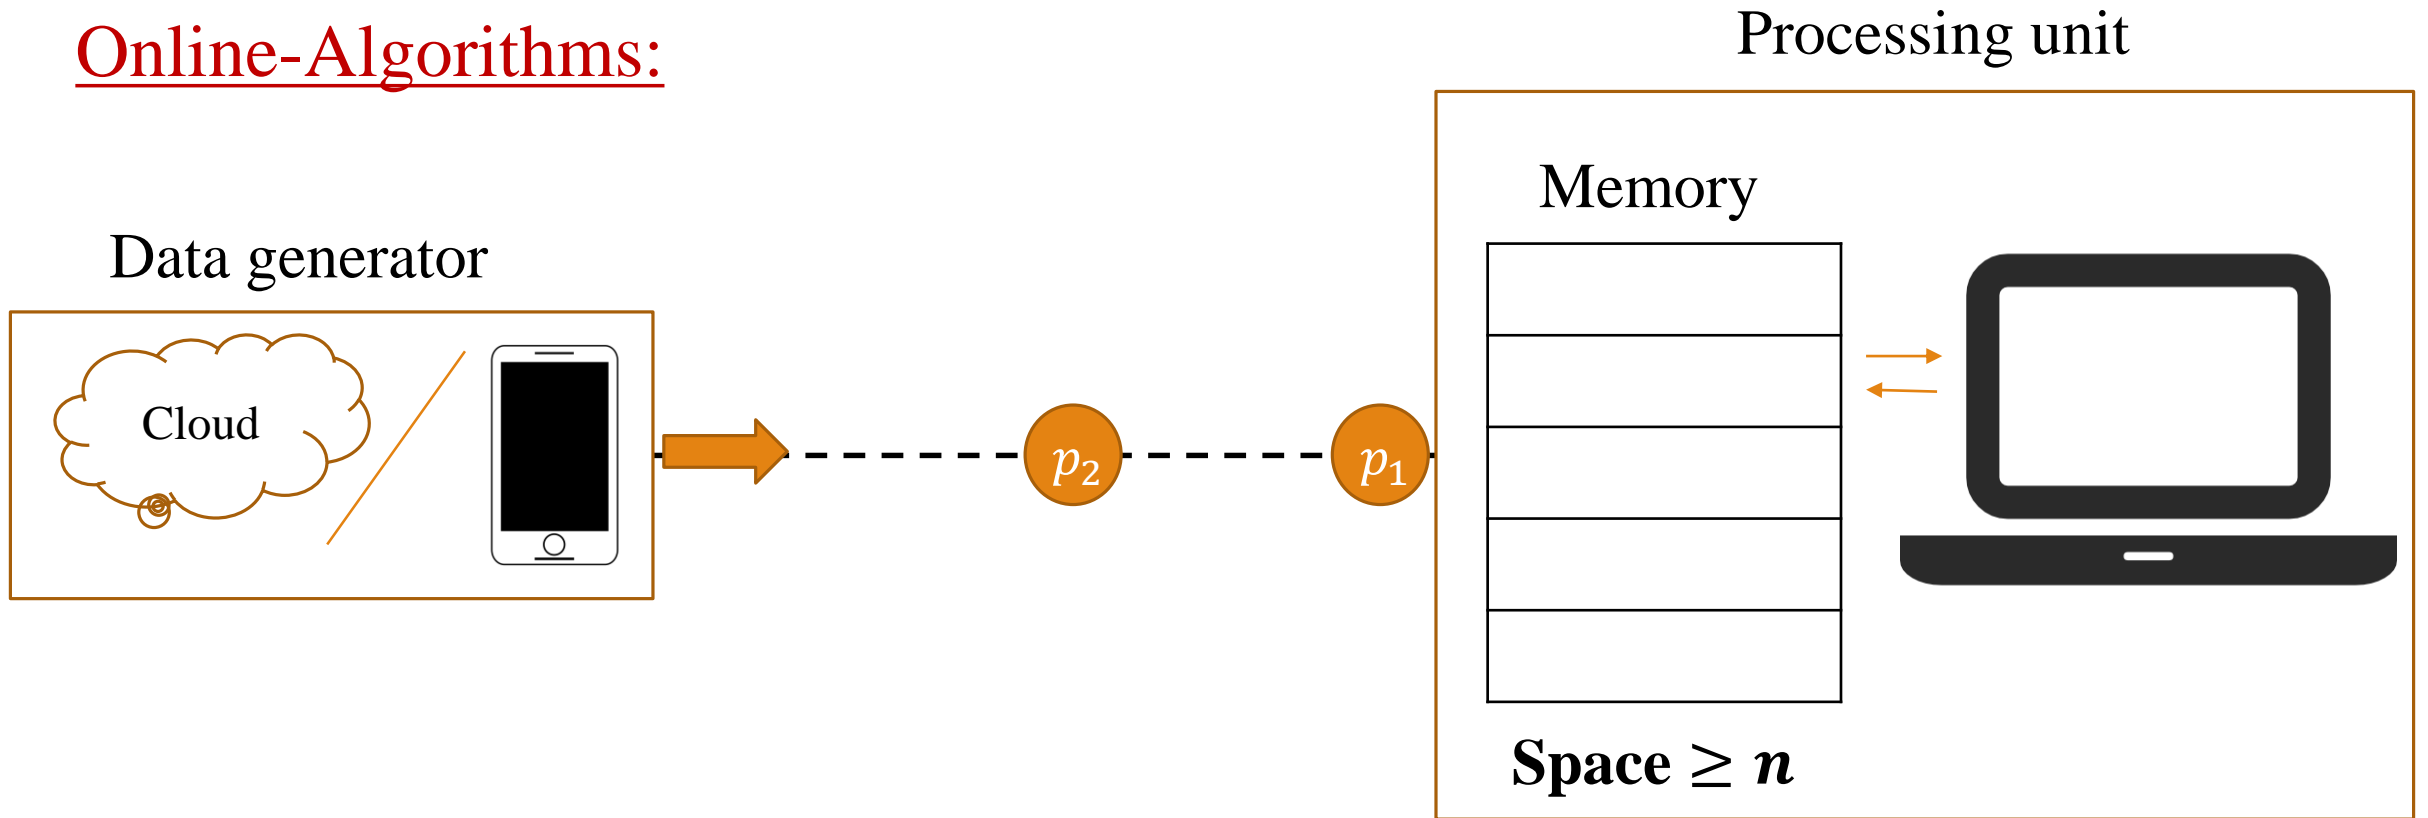 Online-Algorithms:
Processing unit
Memory
Data generator
Cloud
p₂
p₁
Space ≥ n